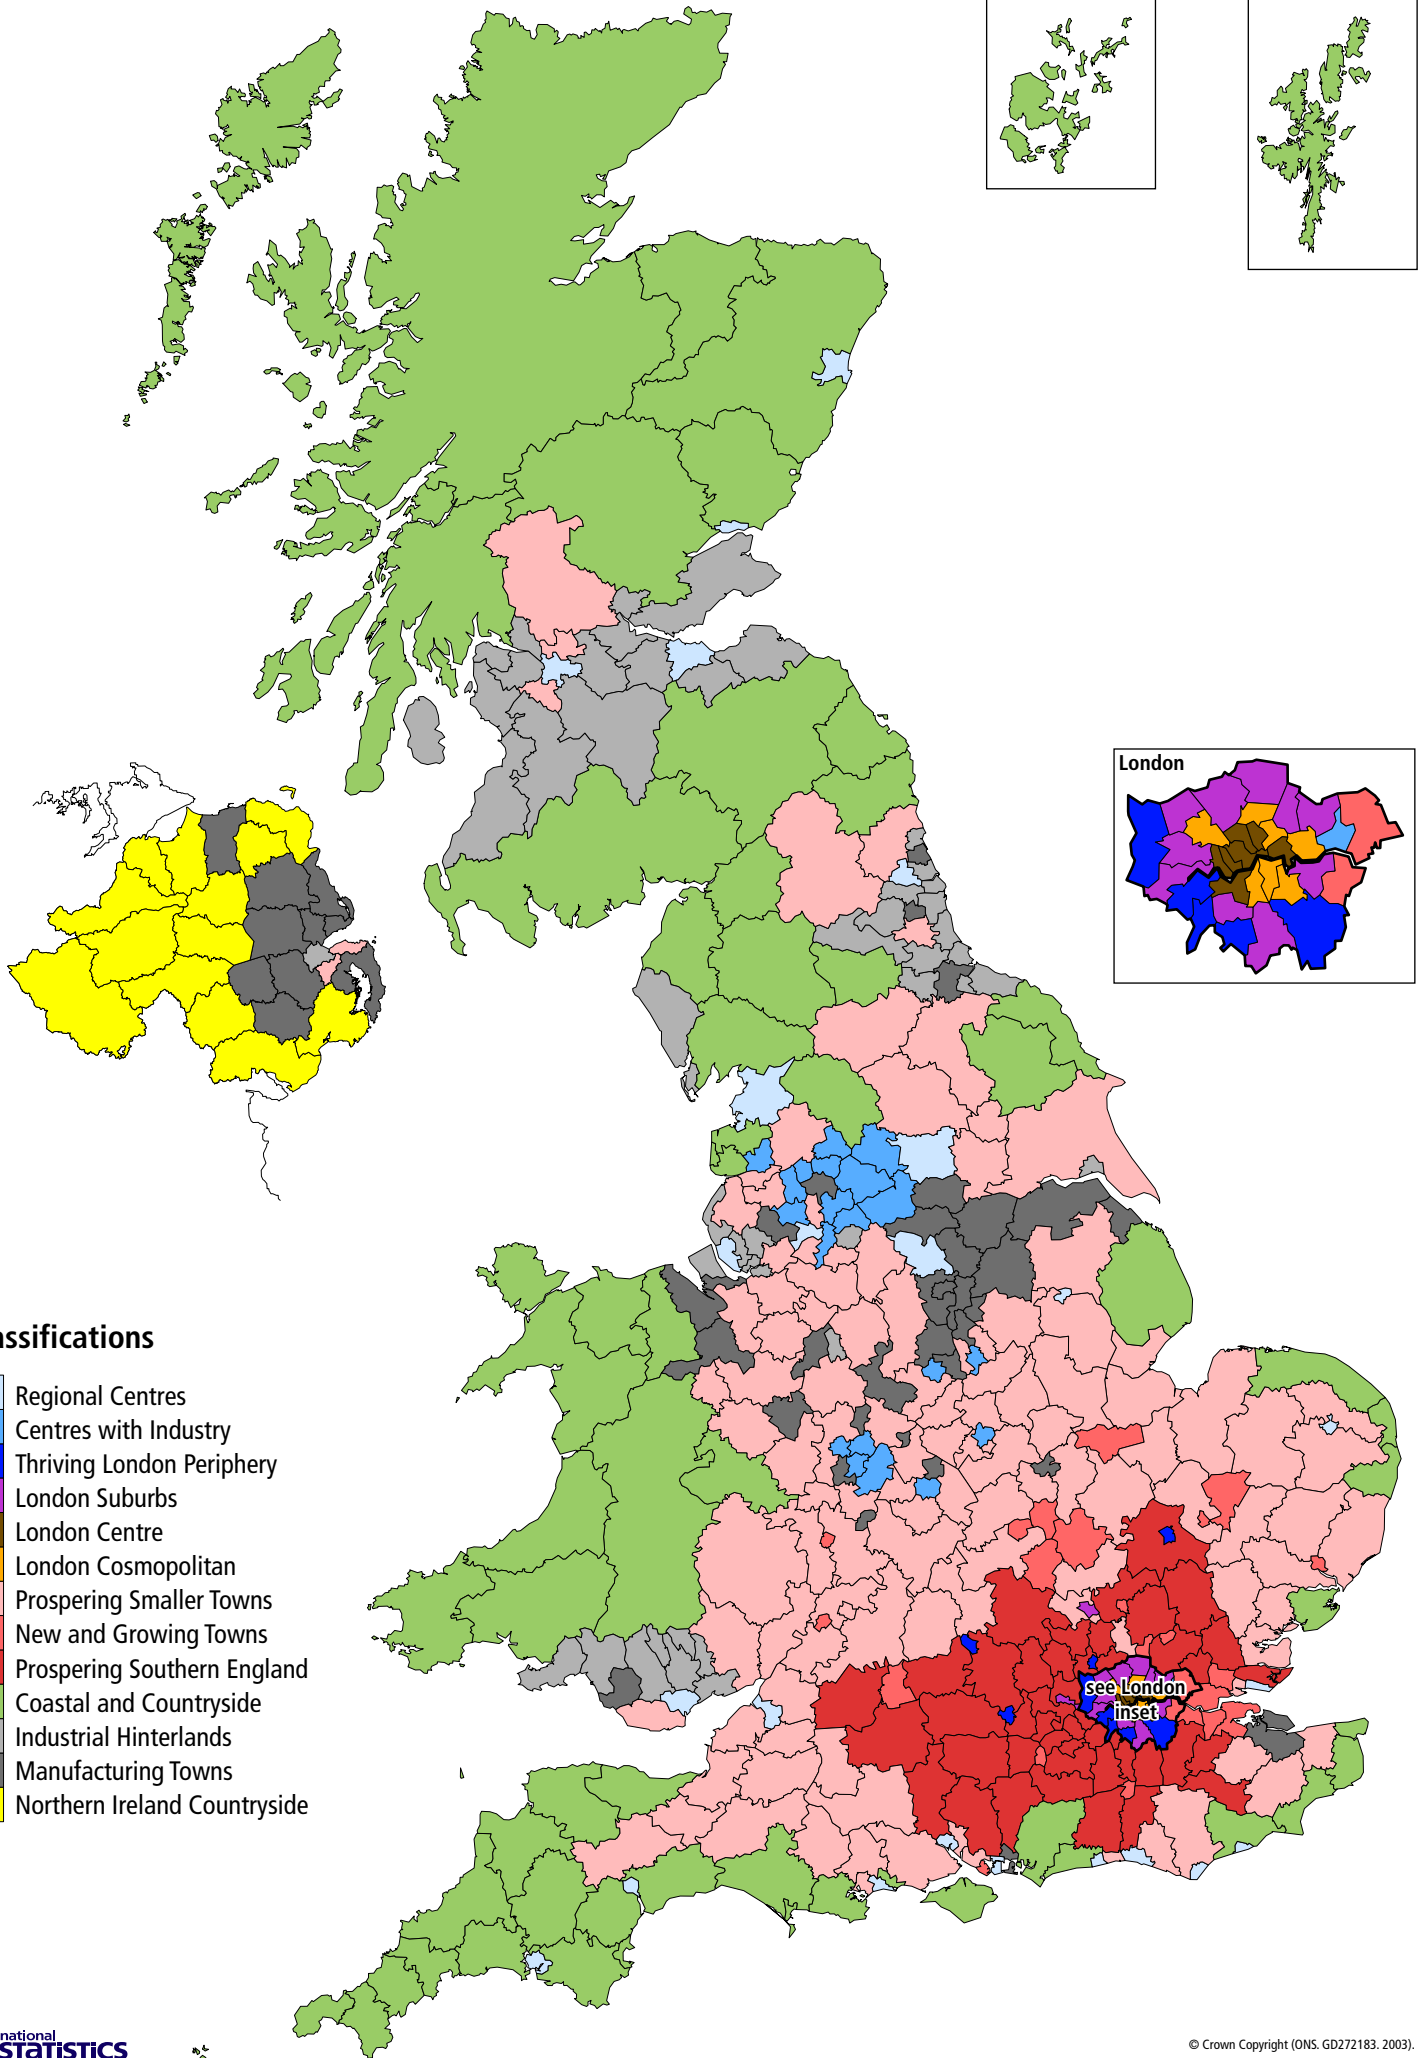 London
assifications
Regional Centres
Centres with Industry
Thriving London Periphery
London Suburbs
London Centre
London Cosmopolitan
Prospering Smaller Towns
New and Growing Towns
Prospering Southern England
Coastal and Countryside
Industrial Hinterlands
Manufacturing Towns
Northern Ireland Countryside
see London
inset
national
STATISTICS
© Crown Copyright (ONS. GD272183. 2003).